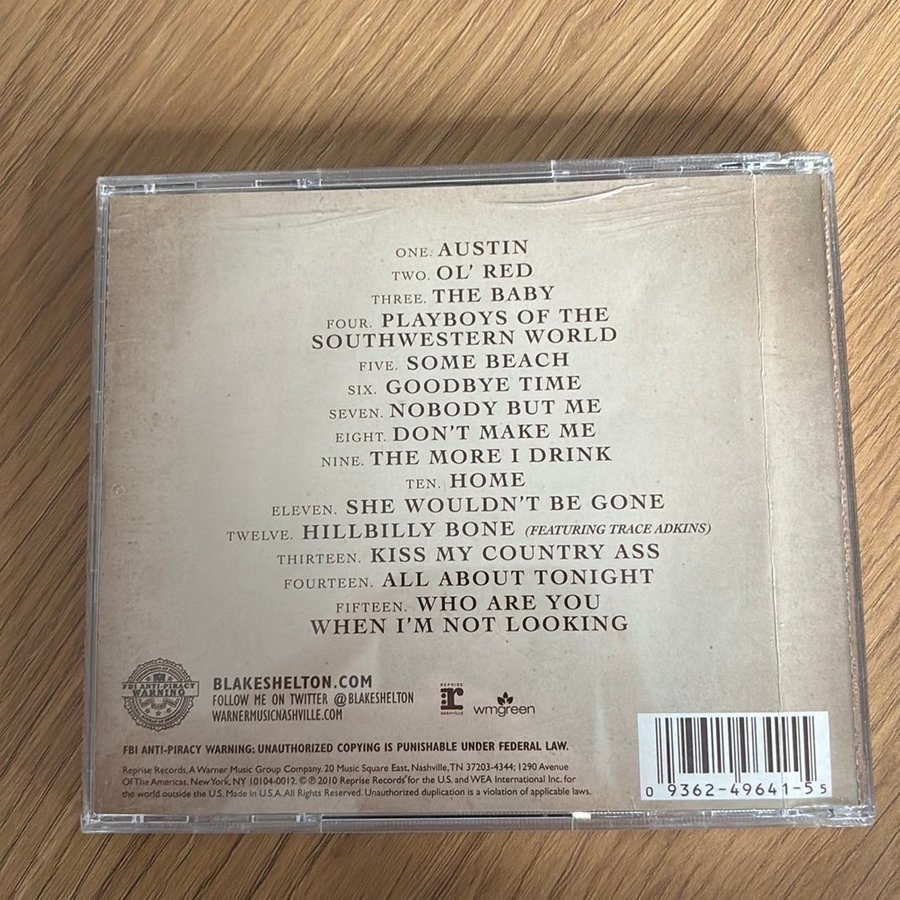 ONE. AUSTIN
TWO. OL' RED
THREE. THE BABY
FOUR. PLAYBOYS OF THE
SOUTHWESTERN WORLD
FIVE. SOME BEACH
SIX. GOODBYE TIME
SEVEN. NOBODY BUT ME
EIGHT. DON'T MAKE ME
NINE. THE MORE I DRINK
TEN. HOME
ELEVEN. SHE WOULDN'T BE GONE
TWELVE. HILLBILLY BONE (FEATURING TRACE ADKINS)
THIRTEEN. KISS MY COUNTRY ASS
FOURTEEN. ALL ABOUT TONIGHT
FIFTEEN. WHO ARE YOU
WHEN I'M NOT LOOKING
FBI ANTI-PIRACY
WARNING
BLAKESHELTON.COM
FOLLOW ME ON TWITTER @BLAKESHELTON
WARNERMUSICNASHVILLE.COM
REPRISE
r
NASHVILLE
wmgreen
FBI ANTI-PIRACY WARNING: UNAUTHORIZED COPYING IS PUNISHABLE UNDER FEDERAL LAW.
Reprise Records, A Warner Music Group Company, 20 Music Square East, Nashville, TN 37203-4344; 1290 Avenue
Of The Americas, New York, NY 10104-0012. © ℗ 2010 Reprise Records for the U.S. and WEA International Inc. for
the world outside the U.S. Made in U.S.A. All Rights Reserved. Unauthorized duplication is a violation of applicable laws.
0 93624-9641-5 5